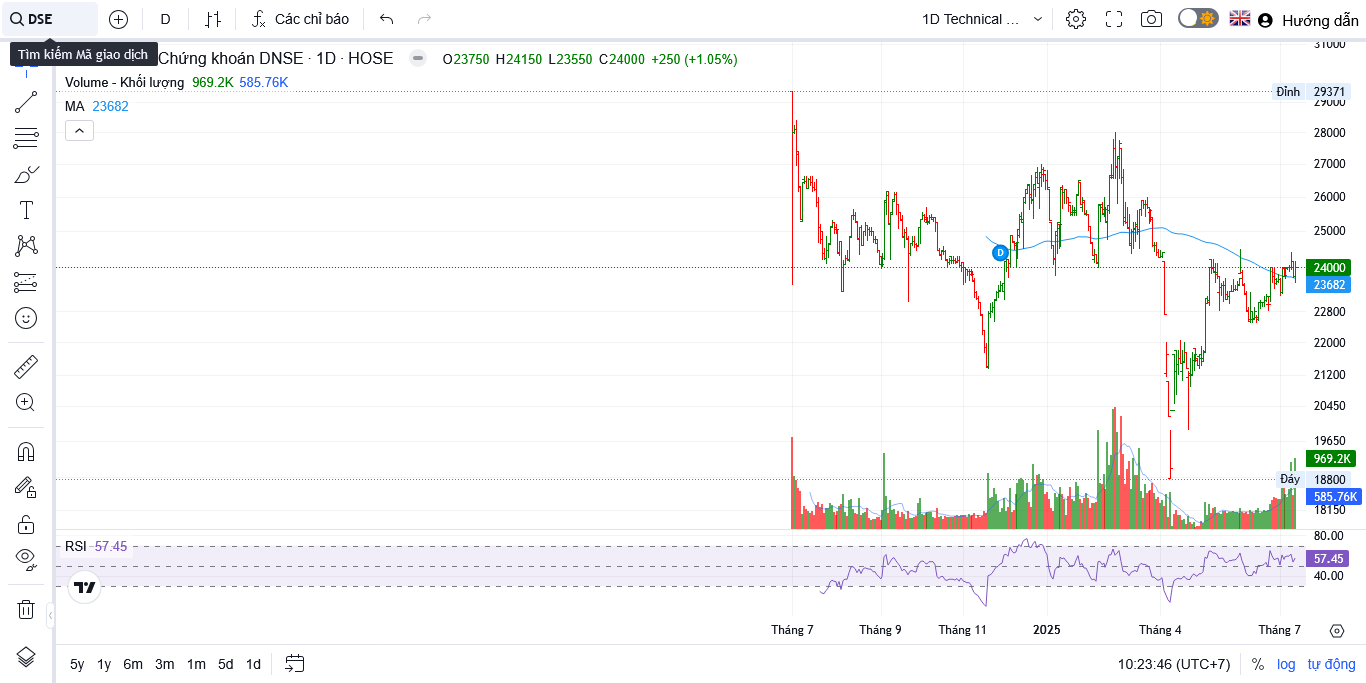 DSE
D
Các chỉ báo
1D Technical ...
Hướng dẫn
Tìm kiếm Mã giao dịch
Chứng khoán DNSE · 1D · HOSE
O23750 H24150 L23550 C24000 +250 (+1.05%)
Volume - Khối lượng 969.2K 585.76K
MA 23682
31000
Đỉnh 29371
29000
28000
27000
26000
25000
D
24000
23682
22800
22000
21200
20450
19650
969.2K
Đáy 18800
585.76K
18150
80.00
RSI 57.45
57.45
40.00
Tháng 7 Tháng 9 Tháng 11 2025 Tháng 4 Tháng 7
5y 1y 6m 3m 1m 5d 1d
10:23:46 (UTC+7)
%
log
tự động